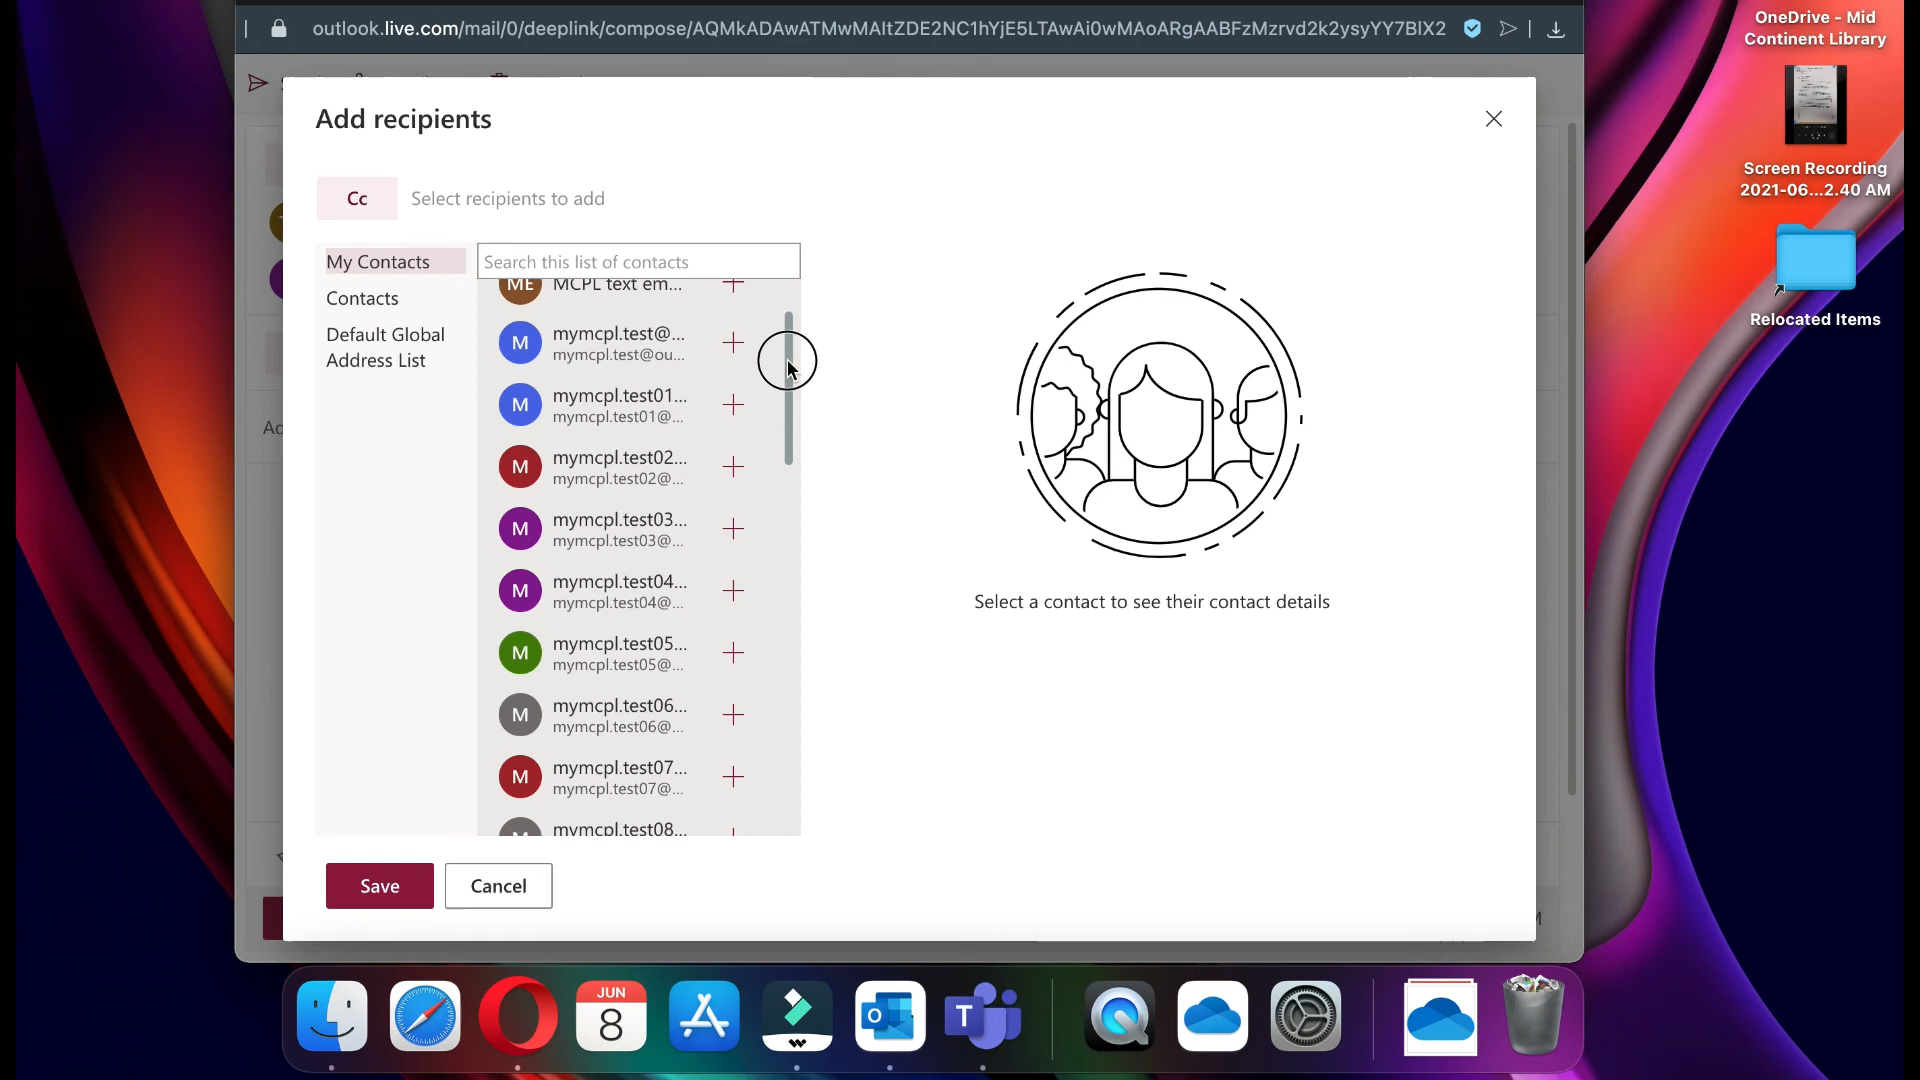 outlook.live.com/mail/0/deeplink/compose/AQMkADAwATMwMAItZDE2NC1hYjE5LTAwAi0wMAoARgAABFzMzrvd2k2ysyYY7BlX2
OneDrive - Mid
Continent Library
Screen Recording
2021-06...2.40 AM
Relocated Items
Add recipients
Cc
Select recipients to add
My Contacts
Contacts
Default Global
Address List
Search this list of contacts
ME
MCPL text em...
M
mymcpl.test@...
mymcpl.test@ou...
M
mymcpl.test01...
mymcpl.test01@...
M
mymcpl.test02...
mymcpl.test02@...
M
mymcpl.test03...
mymcpl.test03@...
M
mymcpl.test04...
mymcpl.test04@...
M
mymcpl.test05...
mymcpl.test05@...
M
mymcpl.test06...
mymcpl.test06@...
M
mymcpl.test07...
mymcpl.test07@...
M
mymcpl.test08...
Select a contact to see their contact details
Save
Cancel
Ad
JUN
8
O
T